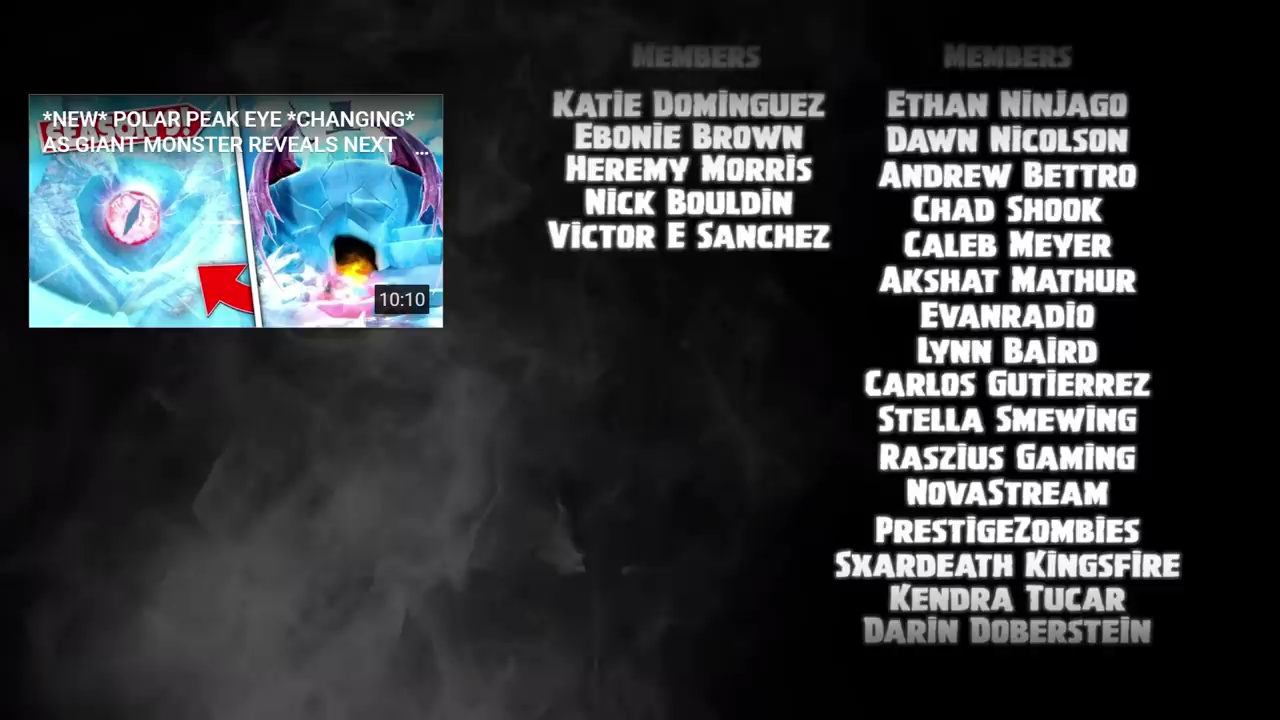 *NEW* POLAR PEAK EYE *CHANGING*
AS GIANT MONSTER REVEALS NEXT ...
SEASON 9!
10:10
Members
Katie Dominguez
Ebonie Brown
Heremy Morris
Nick Bouldin
Victor E Sanchez
Members
Ethan Ninjago
Dawn Nicolson
Andrew Bettro
Chad Shook
Caleb Meyer
Akshat Mathur
Evanradio
Lynn Baird
Carlos Gutierrez
Stella Smewing
Raszius Gaming
NovaStream
PrestigeZombies
Sxardeath Kingsfire
Kendra Tucar
Darin Doberstein